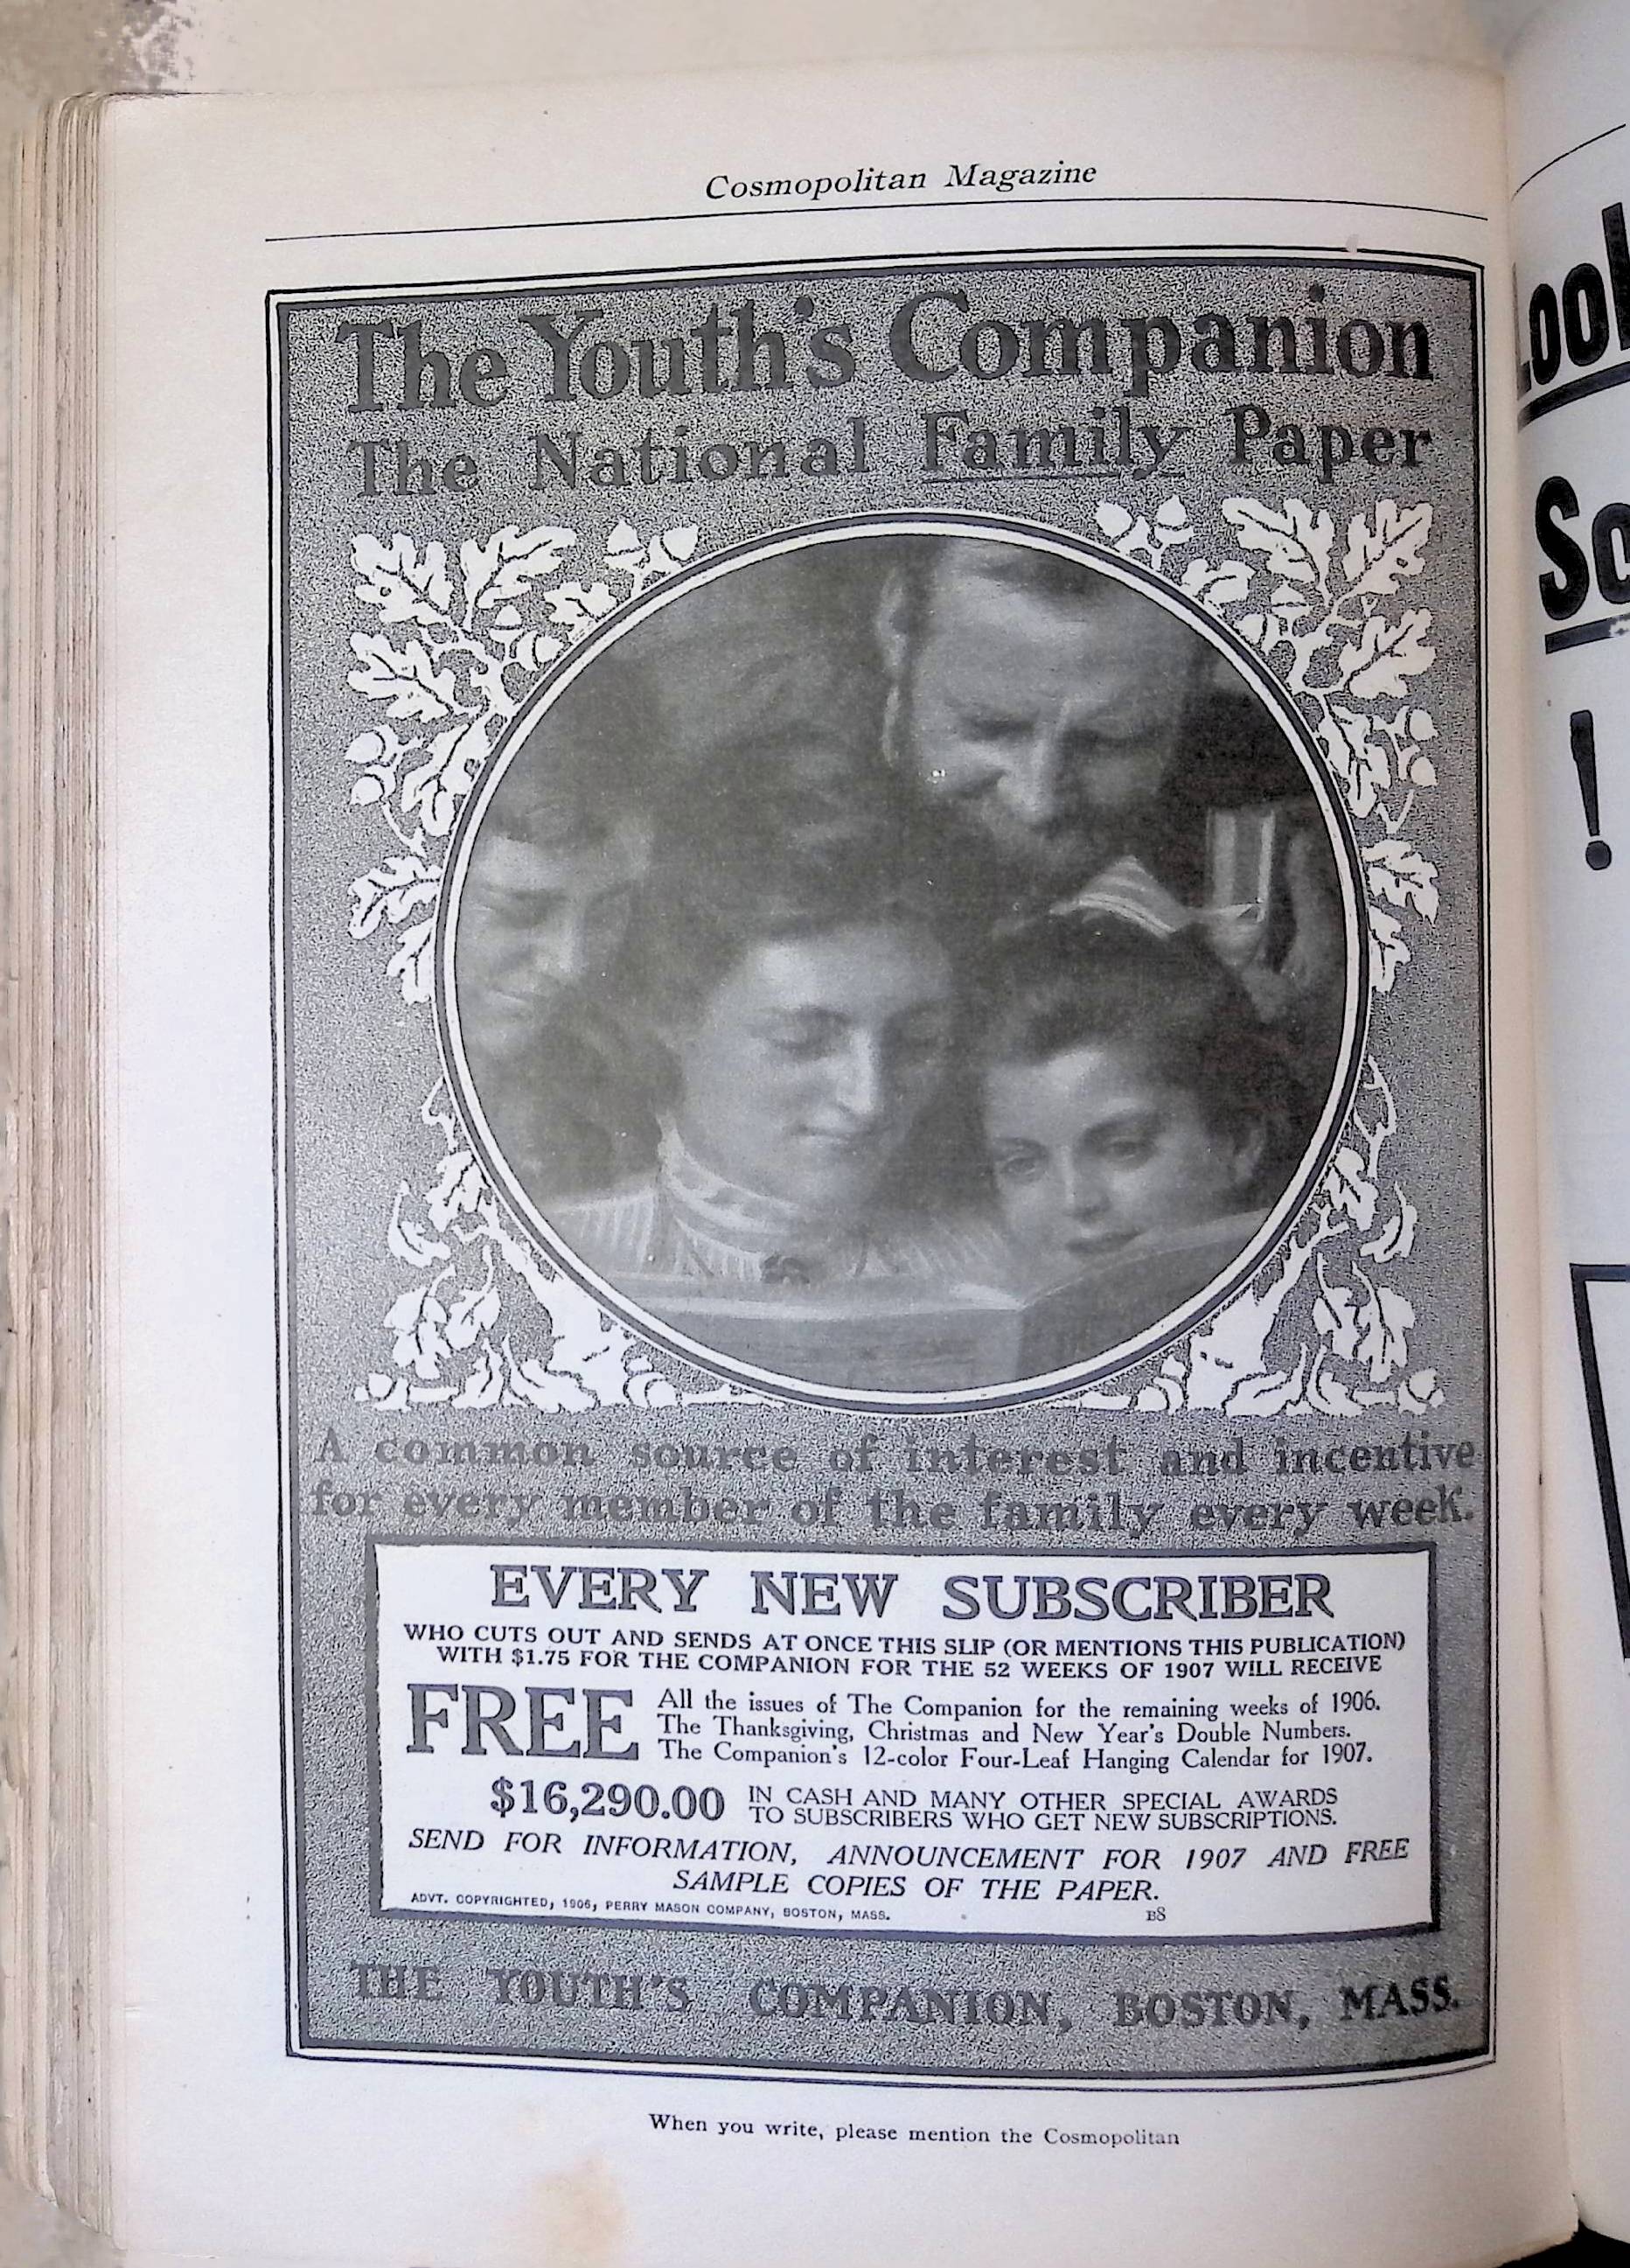 Cosmopolitan Magazine
The Youth's Companion
The National Family Paper
A common source of interest and incentive
for every member of the family every week.
EVERY NEW SUBSCRIBER
WHO CUTS OUT AND SENDS AT ONCE THIS SLIP (OR MENTIONS THIS PUBLICATION)
WITH $1.75 FOR THE COMPANION FOR THE 52 WEEKS OF 1907 WILL RECEIVE
FREE
All the issues of The Companion for the remaining weeks of 1906.
The Thanksgiving, Christmas and New Year's Double Numbers.
The Companion's 12-color Four-Leaf Hanging Calendar for 1907.
$16,290.00
IN CASH AND MANY OTHER SPECIAL AWARDS
TO SUBSCRIBERS WHO GET NEW SUBSCRIPTIONS.
SEND FOR INFORMATION, ANNOUNCEMENT FOR 1907 AND FREE
SAMPLE COPIES OF THE PAPER.
ADVT. COPYRIGHTED, 1906, PERRY MASON COMPANY, BOSTON, MASS.
THE YOUTH'S COMPANION, BOSTON, MASS.
When you write, please mention the Cosmopolitan
!